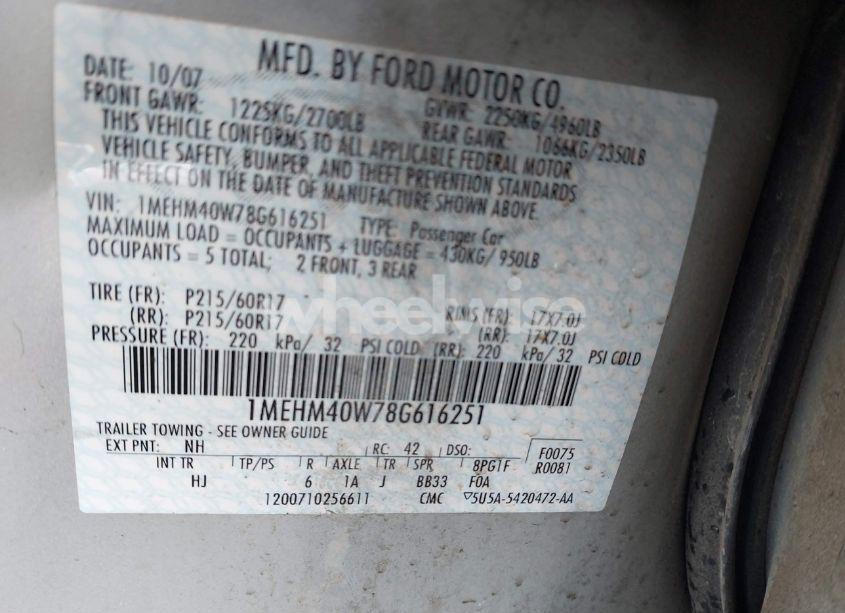 MFD. BY FORD MOTOR CO.
DATE: 10/07 GVWR: 2250KG/4960LB
FRONT GAWR: 1225KG/2700LB REAR GAWR: 1066KG/2350LB
THIS VEHICLE CONFORMS TO ALL APPLICABLE FEDERAL MOTOR
VEHICLE SAFETY, BUMPER, AND THEFT PREVENTION STANDARDS
IN EFFECT ON THE DATE OF MANUFACTURE SHOWN ABOVE.
VIN: 1MEHM40W78G616251 TYPE: Passenger Car
MAXIMUM LOAD = OCCUPANTS + LUGGAGE = 430KG/ 950LB
OCCUPANTS = 5 TOTAL; 2 FRONT, 3 REAR
TIRE (FR): P215/60R17 RIMS (FR): 17X7.0J
(RR): P215/60R17 (RR): 17X7.0J
PRESSURE (FR): 220 kPa/ 32 PSI COLD (RR): 220 kPa/ 32 PSI COLD
wheelwise
1MEHM40W78G616251
TRAILER TOWING - SEE OWNER GUIDE
EXT PNT: NH RC: 42 DSO: F0075
INT TR TP/PS R AXLE TR SPR 8PG1F R0081
HJ 6 1A J BB33 F0A
1200710256611 CMC ▽5U5A-5420472-AA